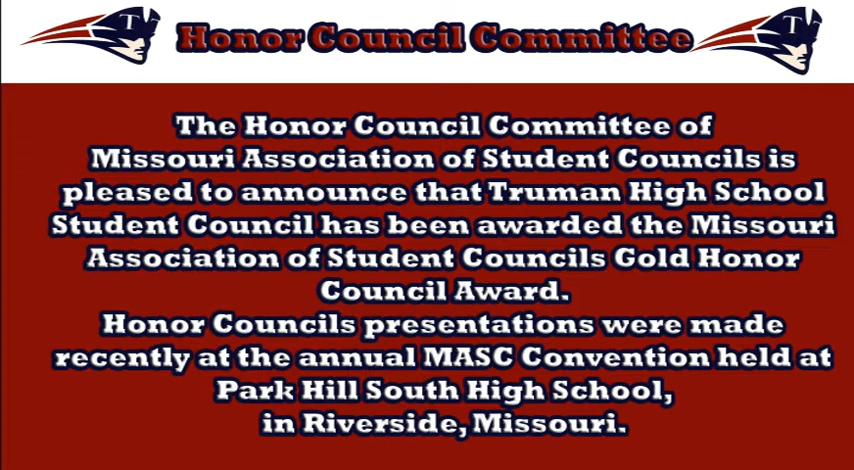 T Honor Council Committee T
The Honor Council Committee of
Missouri Association of Student Councils is
pleased to announce that Truman High School
Student Council has been awarded the Missouri
Association of Student Councils Gold Honor
Council Award.
Honor Councils presentations were made
recently at the annual MASC Convention held at
Park Hill South High School,
in Riverside, Missouri.